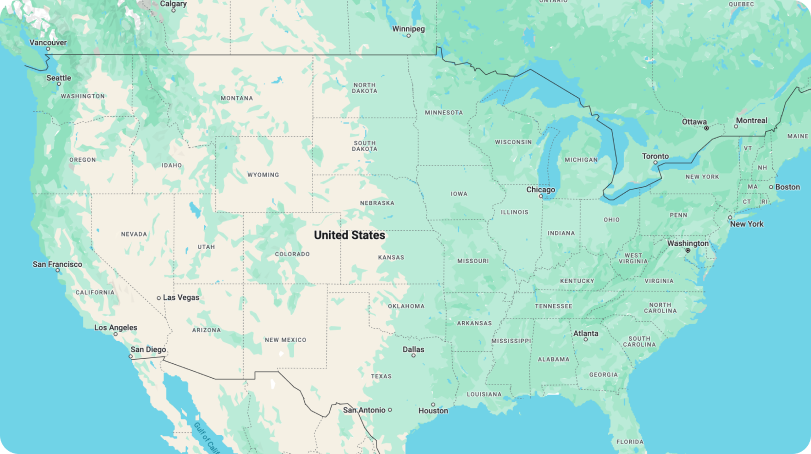 Calgary
ONTARIO
QUEBEC
Winnipeg
Vancouver
Seattle
WASHINGTON
MONTANA
NORTH
DAKOTA
MINNESOTA
Ottawa
Montreal
MAINE
OREGON
IDAHO
SOUTH
DAKOTA
WISCONSIN
MICHIGAN
Toronto
VT
NH
WYOMING
IOWA
Chicago
NEW YORK
MA
Boston
CT
RI
NEBRASKA
ILLINOIS
INDIANA
OHIO
PENN
New York
NEVADA
UTAH
COLORADO
United States
KANSAS
MISSOURI
WEST
VIRGINIA
Washington
San Francisco
CALIFORNIA
Las Vegas
KENTUCKY
VIRGINIA
OKLAHOMA
TENNESSEE
NORTH
CAROLINA
Los Angeles
ARIZONA
NEW MEXICO
ARKANSAS
MISSISSIPPI
Atlanta
SOUTH
CAROLINA
San Diego
Dallas
ALABAMA
GEORGIA
TEXAS
LOUISIANA
San Antonio
Houston
Gulf of
FLORIDA